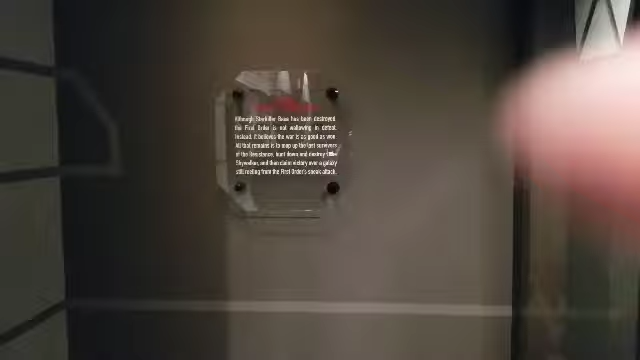 Although Starkiller Base has been destroyed,
the First Order is not wallowing in defeat.
Instead, it believes the war is as good as won.
All that remains is to mop up the last survivors
of the Resistance, hunt down and destroy Luke
Skywalker, and then claim victory over a galaxy
still reeling from the First Order's sneak attack.